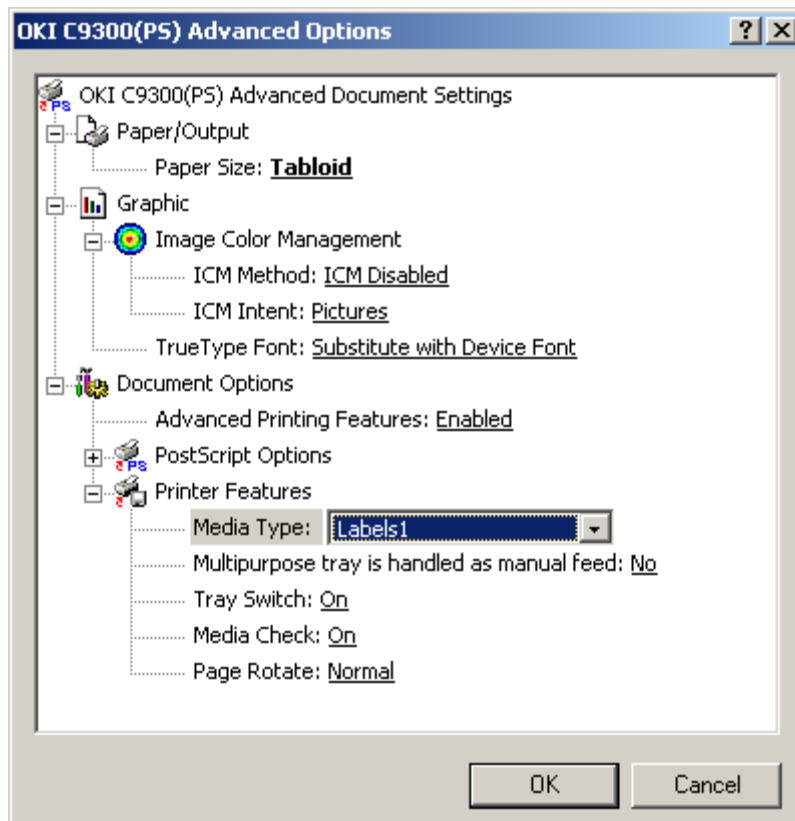 OKI C9300(PS) Advanced Options
OKI C9300(PS) Advanced Document Settings
Paper/Output
Paper Size: Tabloid
Graphic
Image Color Management
ICM Method: ICM Disabled
ICM Intent: Pictures
TrueType Font: Substitute with Device Font
Document Options
Advanced Printing Features: Enabled
PostScript Options
Printer Features
Media Type: Labels1
Multipurpose tray is handled as manual feed: No
Tray Switch: On
Media Check: On
Page Rotate: Normal
OK Cancel